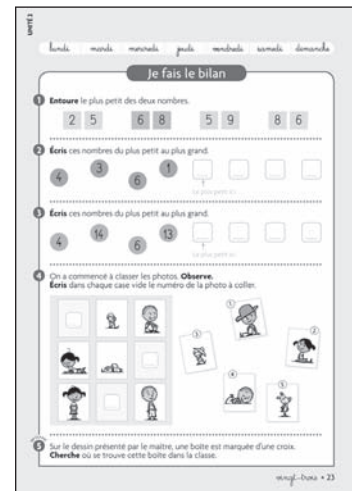 UNITÉ 2
lundi mardi mercredi jeudi vendredi samedi dimanche
Je fais le bilan
1 Entoure le plus petit des deux nombres.
2 5 6 8 5 9 8 6
2 Écris ces nombres du plus petit au plus grand.
4 3 6 1
Le plus petit ici
3 Écris ces nombres du plus petit au plus grand.
4 14 6 13
Le plus petit ici
4 On a commencé à classer les photos. Observe.
Écris dans chaque case vide le numéro de la photo à coller.
1
2
3
4
5
5 Sur le dessin présenté par le maître, une boîte est marquée d'une croix.
Cherche où se trouve cette boîte dans la classe.
vingt-trois • 23